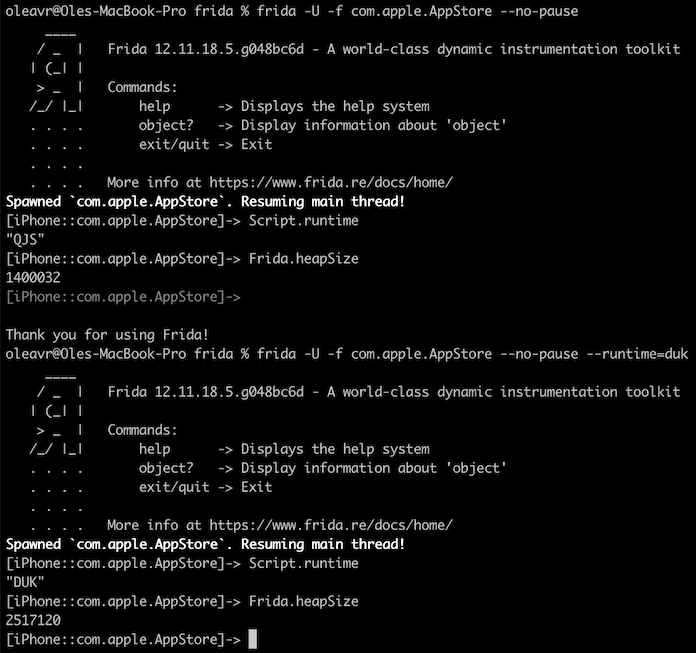 oleavr@Oles-MacBook-Pro frida % frida -U -f com.apple.AppStore --no-pause
     ____
    / _  |   Frida 12.11.18.5.g048bc6d - A world-class dynamic instrumentation toolkit
   | (_| |
    > _  |   Commands:
   /_/ |_|       help      -> Displays the help system
   . . . .       object?   -> Display information about 'object'
   . . . .       exit/quit -> Exit
   . . . .
   . . . .   More info at https://www.frida.re/docs/home/
Spawned `com.apple.AppStore`. Resuming main thread!
[iPhone::com.apple.AppStore]-> Script.runtime
"QJS"
[iPhone::com.apple.AppStore]-> Frida.heapSize
1400032
[iPhone::com.apple.AppStore]->
Thank you for using Frida!
oleavr@Oles-MacBook-Pro frida % frida -U -f com.apple.AppStore --no-pause --runtime=duk
     ____
    / _  |   Frida 12.11.18.5.g048bc6d - A world-class dynamic instrumentation toolkit
   | (_| |
    > _  |   Commands:
   /_/ |_|       help      -> Displays the help system
   . . . .       object?   -> Display information about 'object'
   . . . .       exit/quit -> Exit
   . . . .
   . . . .   More info at https://www.frida.re/docs/home/
Spawned `com.apple.AppStore`. Resuming main thread!
[iPhone::com.apple.AppStore]-> Script.runtime
"DUK"
[iPhone::com.apple.AppStore]-> Frida.heapSize
2517120
[iPhone::com.apple.AppStore]->